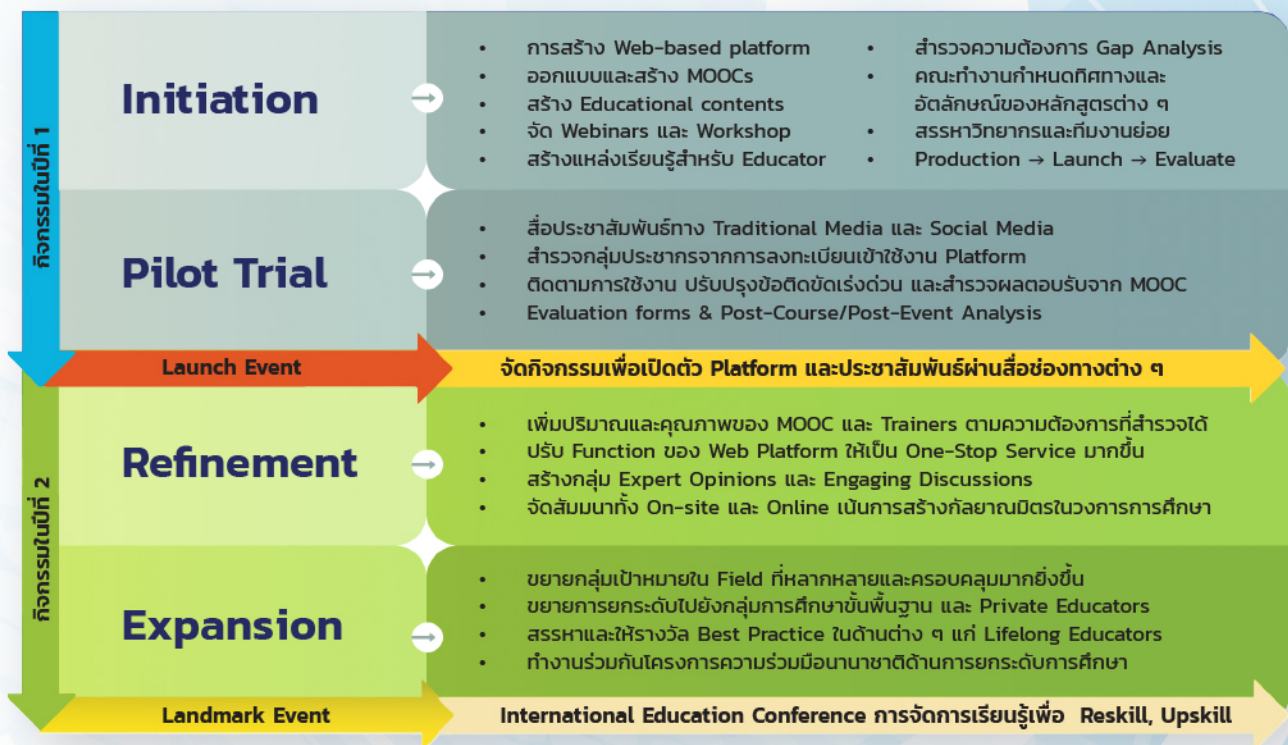 กิจกรรมในปีที่ 1
Initiation
• การสร้าง Web-based platform
• ออกแบบและสร้าง MOOCs
• สร้าง Educational contents
• จัด Webinars และ Workshop
• สร้างแหล่งเรียนรู้สำหรับ Educator
• สำรวจความต้องการ Gap Analysis
• คณะทำงานกำหนดทิศทางและ
อัตลักษณ์ของหลักสูตรต่าง ๆ
• สรรหาวิทยากรและทีมงานย่อย
• Production → Launch → Evaluate
Pilot Trial
• สื่อประชาสัมพันธ์ทาง Traditional Media และ Social Media
• สำรวจกลุ่มประชากรจากการลงทะเบียนเข้าใช้งาน Platform
• ติดตามการใช้งาน ปรับปรุงข้อติดขัดเร่งด่วน และสำรวจผลตอบรับจาก MOOC
• Evaluation forms & Post-Course/Post-Event Analysis
Launch Event
จัดกิจกรรมเพื่อเปิดตัว Platform และประชาสัมพันธ์ผ่านสื่อช่องทางต่าง ๆ
กิจกรรมในปีที่ 2
Refinement
• เพิ่มปริมาณและคุณภาพของ MOOC และ Trainers ตามความต้องการที่สำรวจได้
• ปรับ Function ของ Web Platform ให้เป็น One-Stop Service มากขึ้น
• สร้างกลุ่ม Expert Opinions และ Engaging Discussions
• จัดสัมมนาทั้ง On-site และ Online เน้นการสร้างกัลยาณมิตรในวงการการศึกษา
Expansion
• ขยายกลุ่มเป้าหมายใน Field ที่หลากหลายและครอบคลุมมากยิ่งขึ้น
• ขยายการยกระดับไปยังกลุ่มการศึกษาขั้นพื้นฐาน และ Private Educators
• สรรหาและให้รางวัล Best Practice ในด้านต่าง ๆ แก่ Lifelong Educators
• ทำงานร่วมกันโครงการความร่วมมือนานาชาติด้านการยกระดับการศึกษา
Landmark Event
International Education Conference การจัดการเรียนรู้เพื่อ Reskill, Upskill